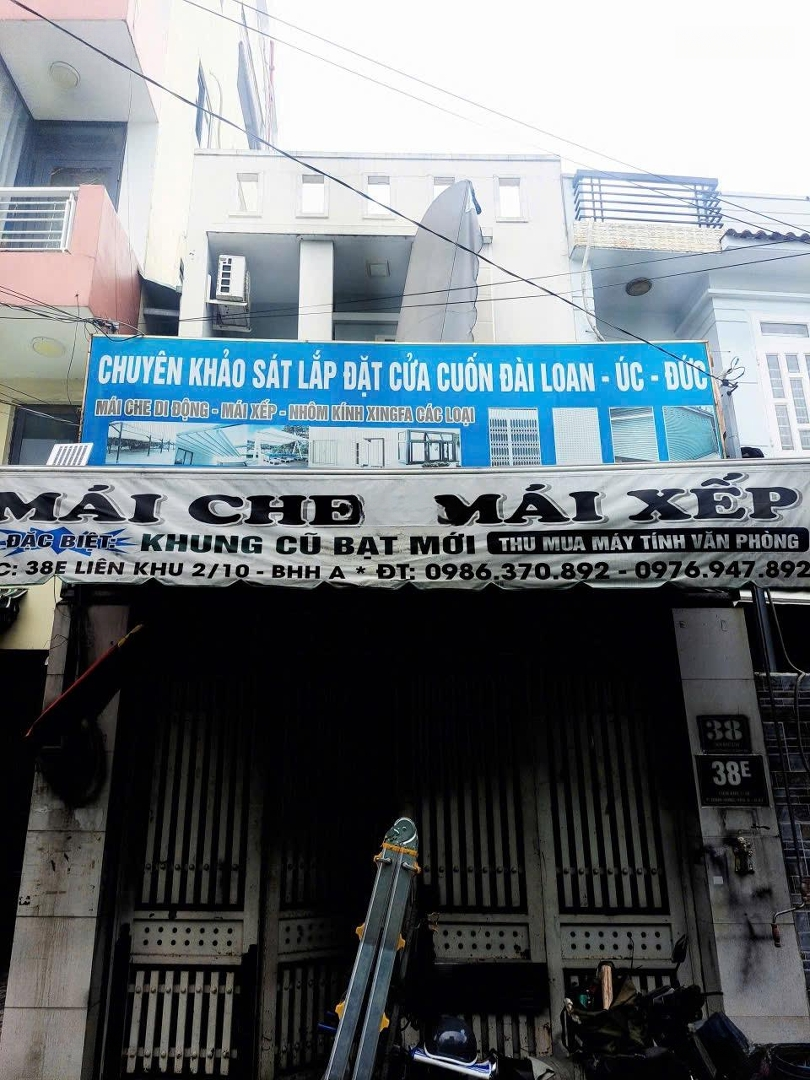 CHUYÊN KHẢO SÁT LẮP ĐẶT CỬA CUỐN ĐÀI LOAN - ÚC - ĐỨC
MÁI CHE DI ĐỘNG - MÁI XẾP - NHÔM KÍNH XINGFA CÁC LOẠI
MÁI CHE MÁI XẾP
ĐẶC BIỆT: KHUNG CŨ BẠT MỚI THU MUA MÁY TÍNH VĂN PHÒNG
C: 38E LIÊN KHU 2/10 - BHH A * ĐT: 0986.370.892 - 0976.947.892
38
38E